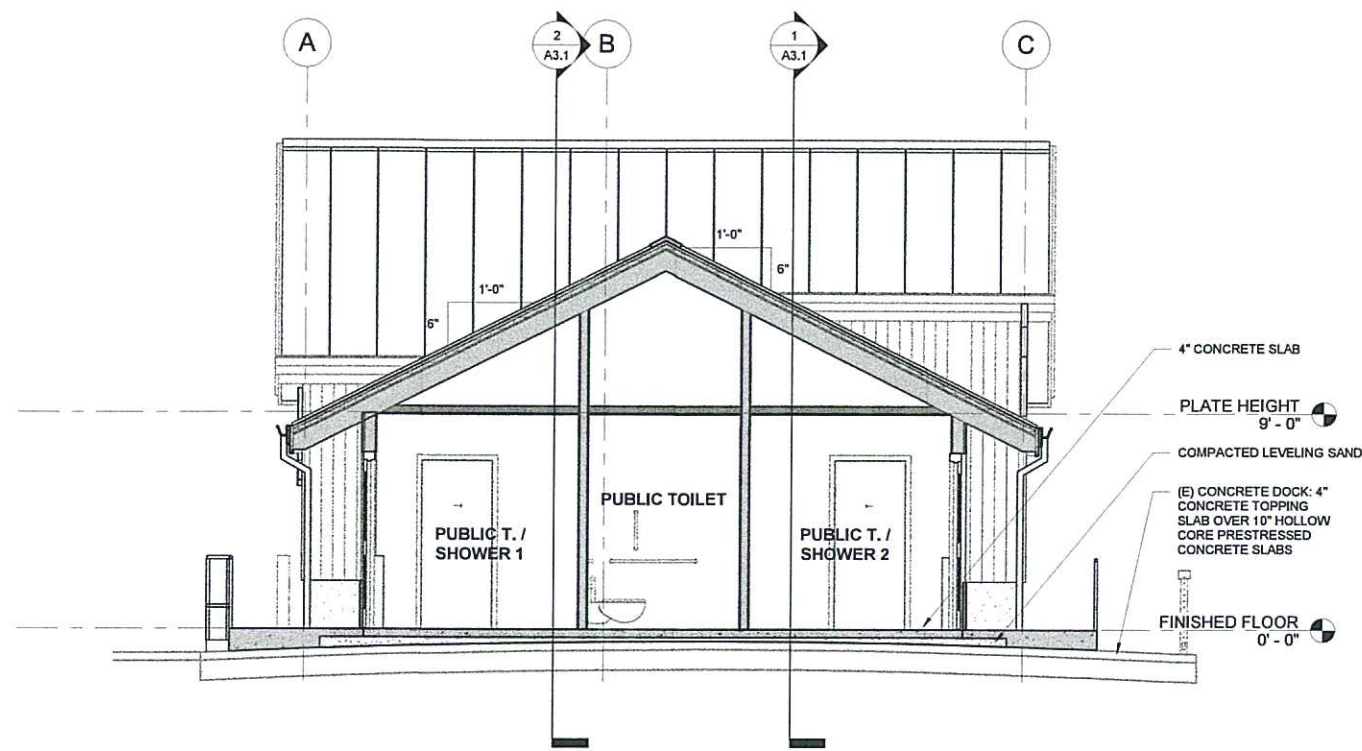 A
2
A3.1
B
1
A3.1
C
1'-0"
6"
1'-0"
6"
4" CONCRETE SLAB
PLATE HEIGHT
9' - 0"
COMPACTED LEVELING SAND
(E) CONCRETE DOCK: 4"
CONCRETE TOPPING
SLAB OVER 10" HOLLOW
CORE PRESTRESSED
CONCRETE SLABS
PUBLIC T. /
SHOWER 1
PUBLIC TOILET
PUBLIC T. /
SHOWER 2
FINISHED FLOOR
0' - 0"